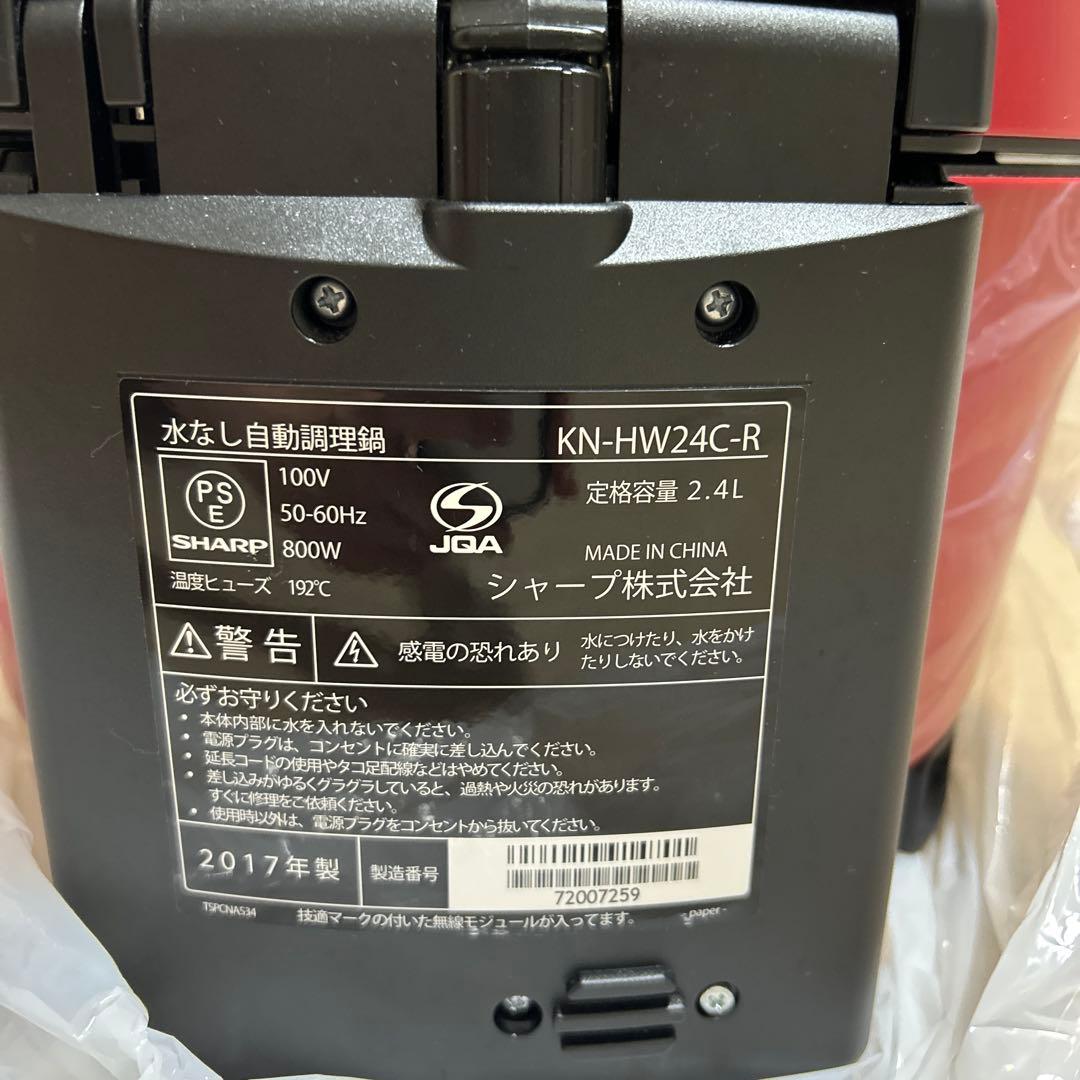 水なし自動調理鍋 KN-HW24C-R
PSE 100V
50-60Hz
SHARP 800W
JQA
定格容量 2.4L
MADE IN CHINA
温度ヒューズ 192℃
シャープ株式会社
警告 感電の恐れあり 水につけたり、水をかけ
たりしないでください。
必ずお守りください
• 本体内部に水を入れないでください。
• 電源プラグは、コンセントに確実に差し込んでください。
• 延長コードの使用やタコ足配線などはやめてください。
• 差し込みがゆるくグラグラしていると、過熱や火災の恐れがあります。
すぐに修理をご依頼ください。
• 使用時以外は、電源プラグをコンセントから抜いてください。
2017年製 製造番号 72007259
TSPCNA534 技適マークの付いた無線モジュールが入ってます。 - paper -